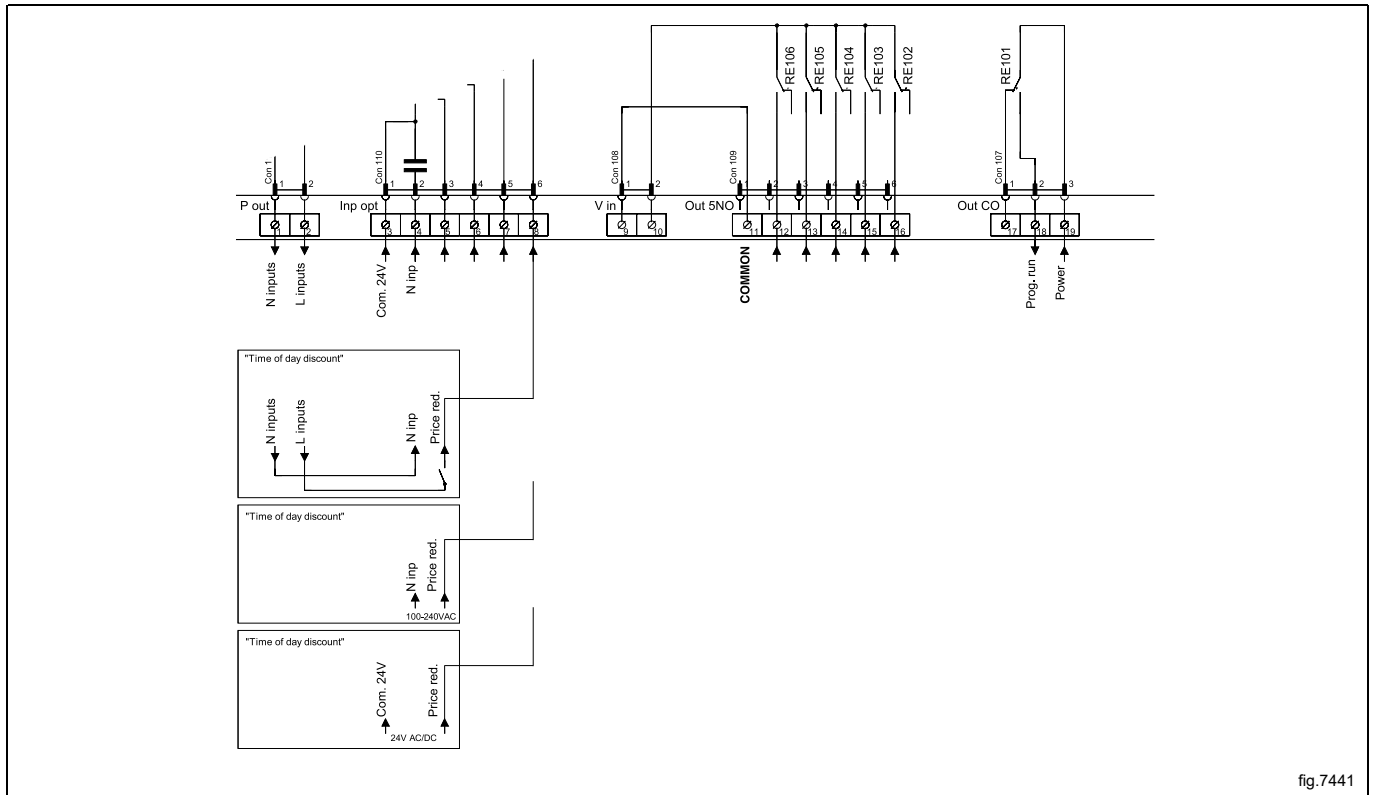 RE106
RE105
RE104
RE103
RE102
RE101
Con 1
Con 110
Con 108
Con 109
Con 107
1 2
1 2 3 4 5 6
1 2
1 2 3 4 5 6
1 2 3
P out
Inp opt
V in
Out 5NO
Out CO
1 2
3 4 5 6 7 8
9 10
11 12 13 14 15 16
17 18 19
N inputs
L inputs
Com. 24V
N inp
COMMON
Prog. run
Power
"Time of day discount"
N inputs
L inputs
N inp
Price red.
"Time of day discount"
N inp
Price red.
100-240VAC
"Time of day discount"
Com. 24V
Price red.
24V AC/DC
fig.7441